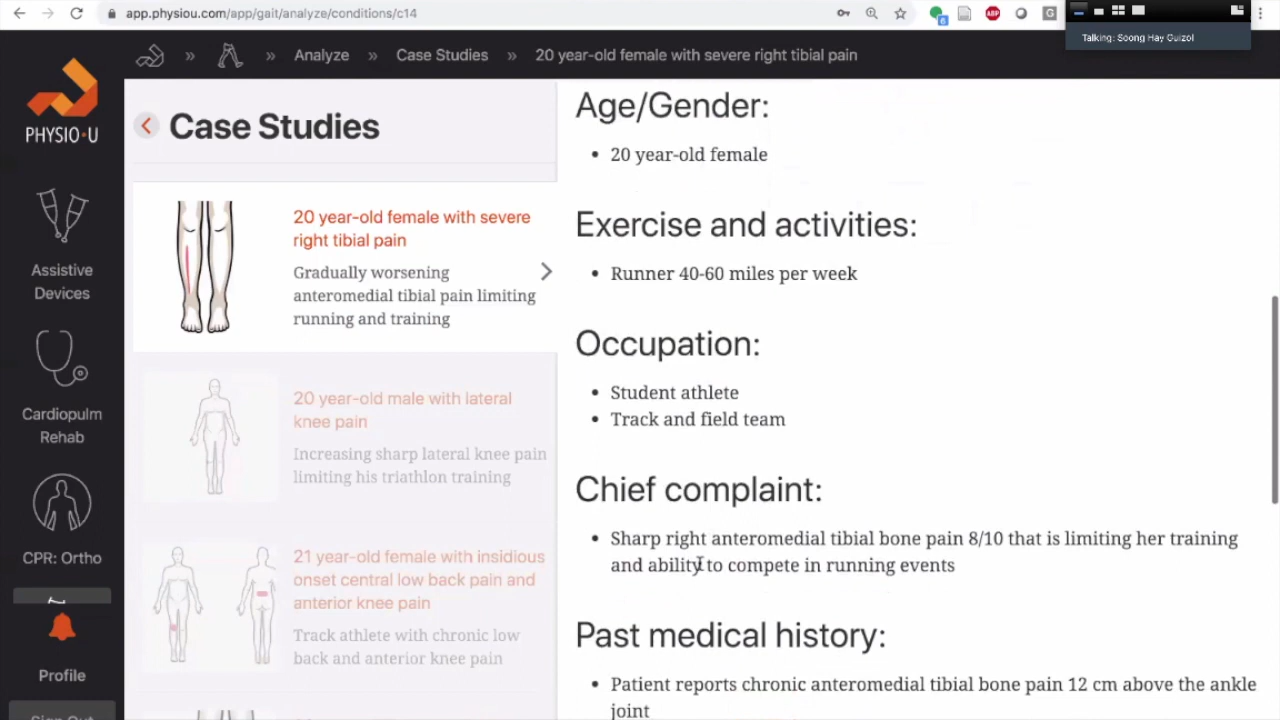 app.physiou.com/app/gait/analyze/conditions/c14
6
ABP
G
Talking: Soong Hay Guizol
» » Analyze » Case Studies » 20 year-old female with severe right tibial pain
PHYSIO·U
Assistive
Devices
Cardiopulm
Rehab
CPR: Ortho
Profile
Sign Out
Case Studies
20 year-old female with severe
right tibial pain
Gradually worsening
anteromedial tibial pain limiting
running and training
20 year-old male with lateral
knee pain
Increasing sharp lateral knee pain
limiting his triathlon training
21 year-old female with insidious
onset central low back pain and
anterior knee pain
Track athlete with chronic low
back and anterior knee pain
Age/Gender:
• 20 year-old female
Exercise and activities:
• Runner 40-60 miles per week
Occupation:
• Student athlete
• Track and field team
Chief complaint:
• Sharp right anteromedial tibial bone pain 8/10 that is limiting her training
and ability to compete in running events
Past medical history:
• Patient reports chronic anteromedial tibial bone pain 12 cm above the ankle
joint